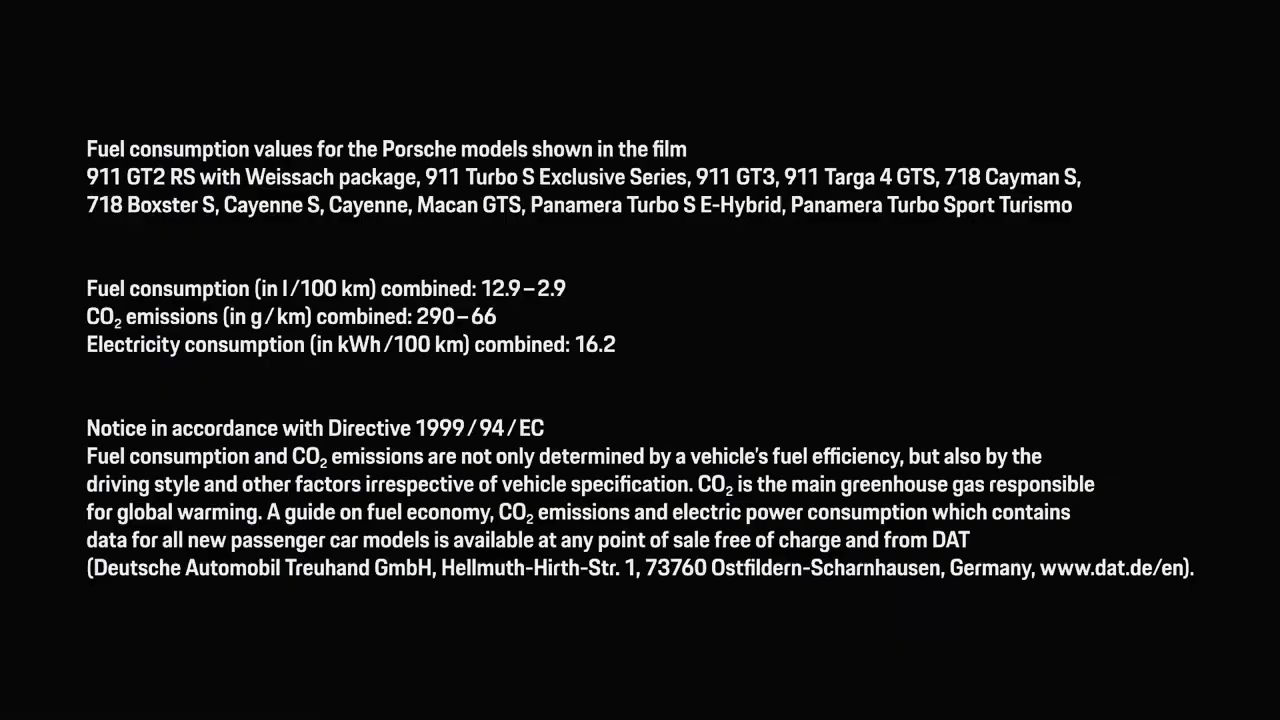 Fuel consumption values for the Porsche models shown in the film
911 GT2 RS with Weissach package, 911 Turbo S Exclusive Series, 911 GT3, 911 Targa 4 GTS, 718 Cayman S,
718 Boxster S, Cayenne S, Cayenne, Macan GTS, Panamera Turbo S E-Hybrid, Panamera Turbo Sport Turismo
Fuel consumption (in l/100 km) combined: 12.9–2.9
CO₂ emissions (in g/km) combined: 290–66
Electricity consumption (in kWh/100 km) combined: 16.2
Notice in accordance with Directive 1999/94/EC
Fuel consumption and CO₂ emissions are not only determined by a vehicle's fuel efficiency, but also by the
driving style and other factors irrespective of vehicle specification. CO₂ is the main greenhouse gas responsible
for global warming. A guide on fuel economy, CO₂ emissions and electric power consumption which contains
data for all new passenger car models is available at any point of sale free of charge and from DAT
(Deutsche Automobil Treuhand GmbH, Hellmuth-Hirth-Str. 1, 73760 Ostfildern-Scharnhausen, Germany, www.dat.de/en).